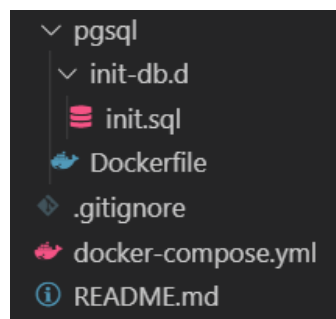 pgsql
init-db.d
init.sql
Dockerfile
.gitignore
docker-compose.yml
README.md